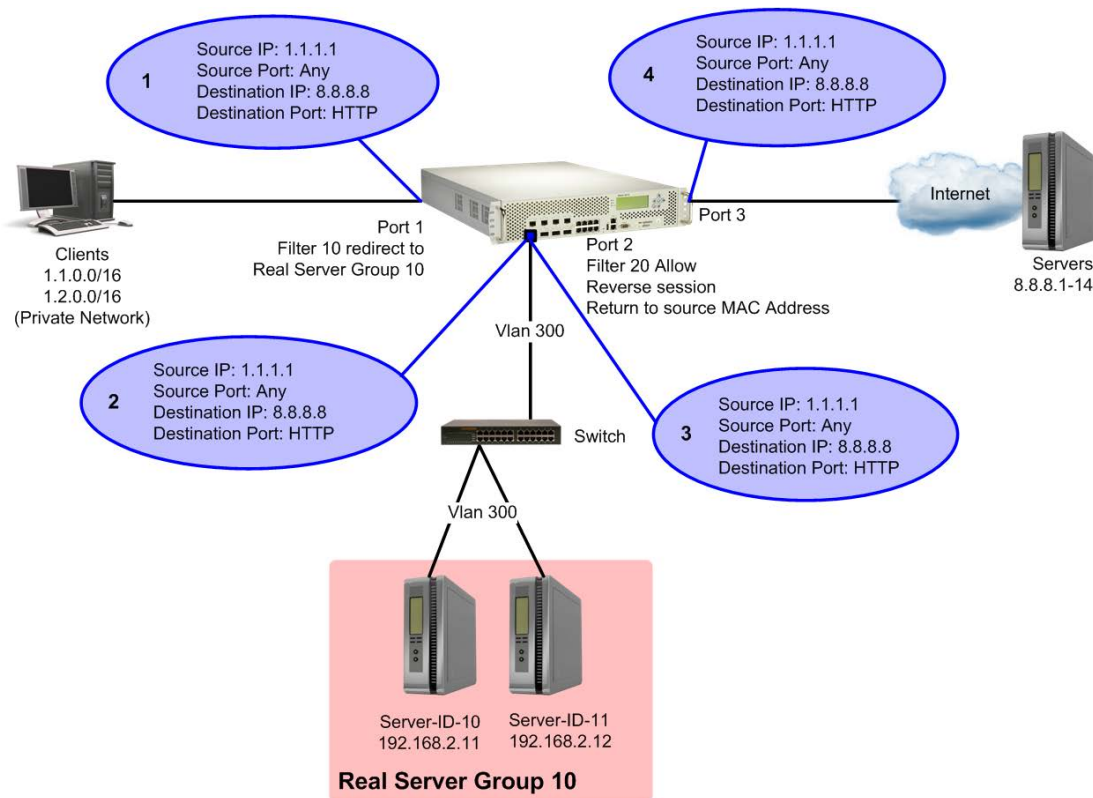 1
Source IP: 1.1.1.1
Source Port: Any
Destination IP: 8.8.8.8
Destination Port: HTTP
4
Source IP: 1.1.1.1
Source Port: Any
Destination IP: 8.8.8.8
Destination Port: HTTP
Clients
1.1.0.0/16
1.2.0.0/16
(Private Network)
Port 1
Filter 10 redirect to
Real Server Group 10
Port 2
Filter 20 Allow
Reverse session
Return to source MAC Address
Port 3
Internet
Servers
8.8.8.1-14
Vlan 300
2
Source IP: 1.1.1.1
Source Port: Any
Destination IP: 8.8.8.8
Destination Port: HTTP
3
Source IP: 1.1.1.1
Source Port: Any
Destination IP: 8.8.8.8
Destination Port: HTTP
Switch
Vlan 300
Server-ID-10
192.168.2.11
Server-ID-11
192.168.2.12
Real Server Group 10